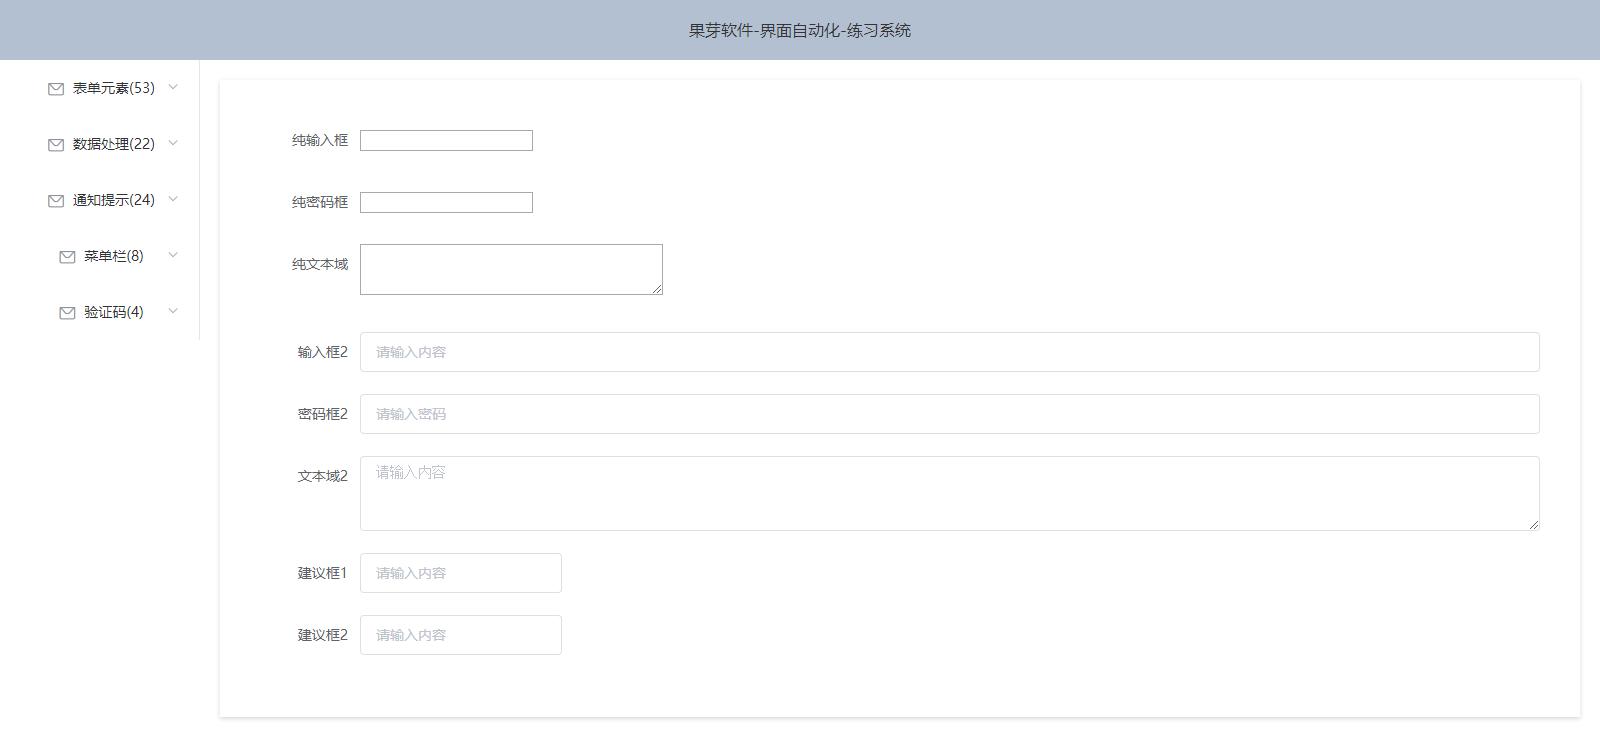 果芽软件-界面自动化-练习系统
表单元素(53)
数据处理(22)
通知提示(24)
菜单栏(8)
验证码(4)
纯输入框
纯密码框
纯文本域
输入框2 请输入内容
密码框2 请输入密码
文本域2 请输入内容
建议框1 请输入内容
建议框2 请输入内容